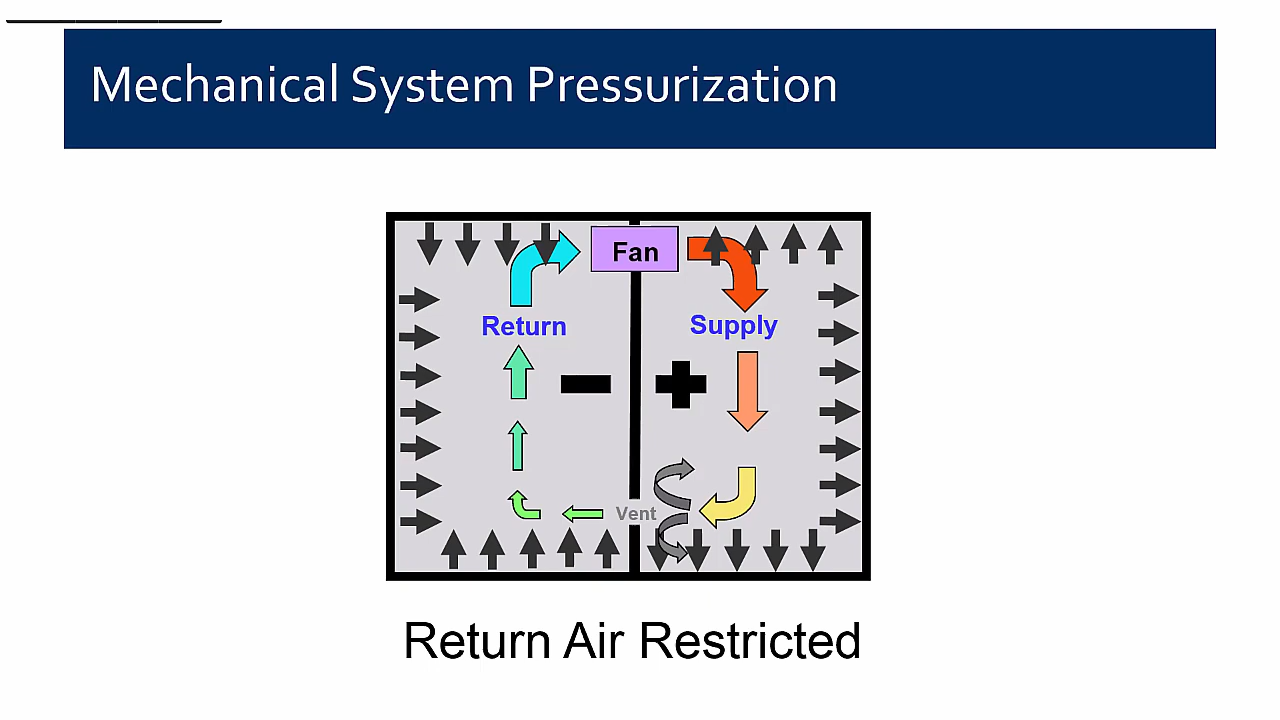 Mechanical System Pressurization
Fan
Return
Supply
Vent
Return Air Restricted